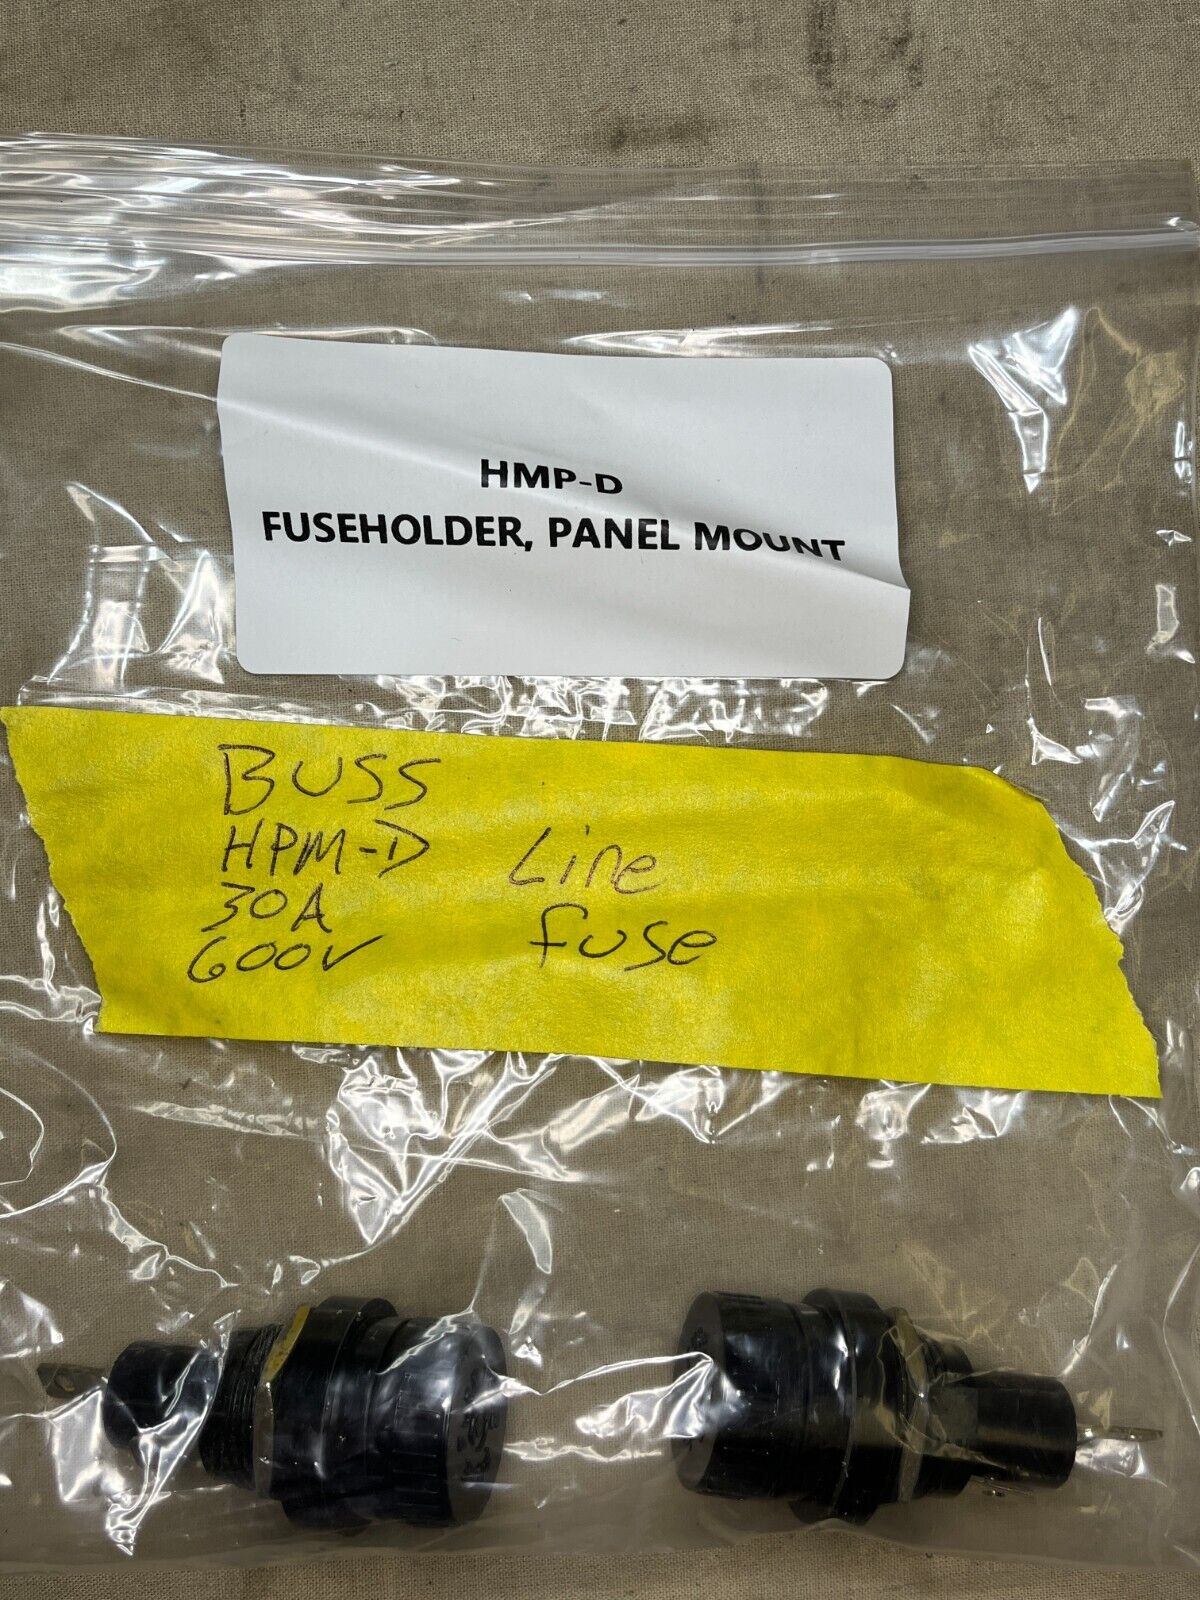 HMP-D
FUSEHOLDER, PANEL MOUNT
BUSS
HPM-D
30A
600V
Line
fuse